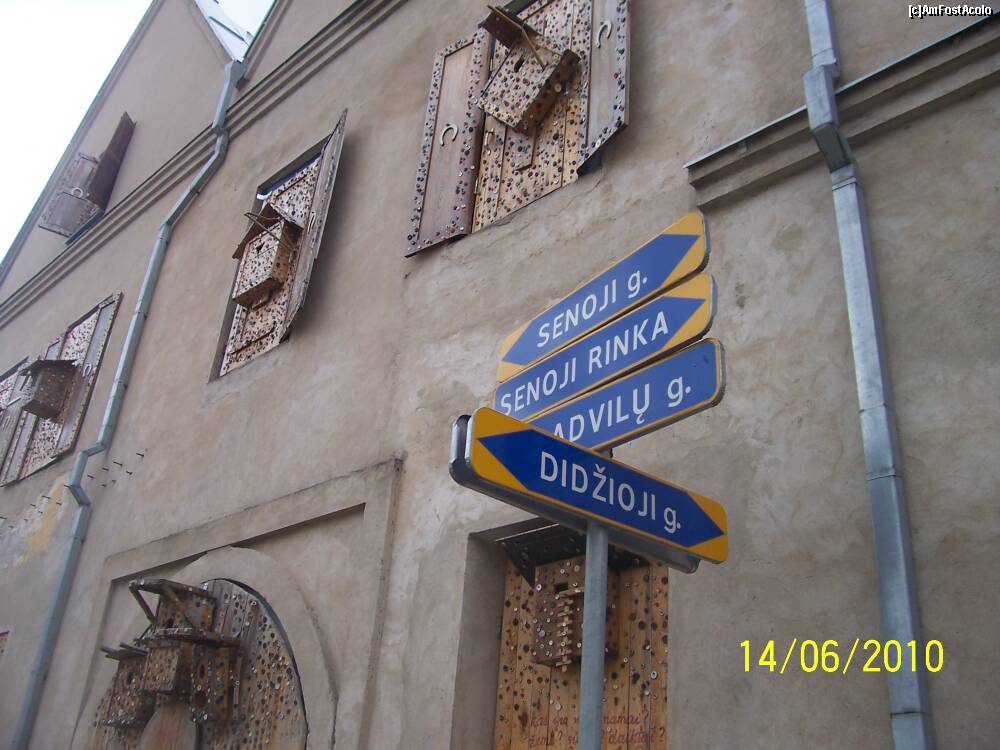 [c]AmFostAcolo
SENOJI g.
SENOJI RINKA
ADVILŲ g.
DIDŽIOJI g.
14/06/2010